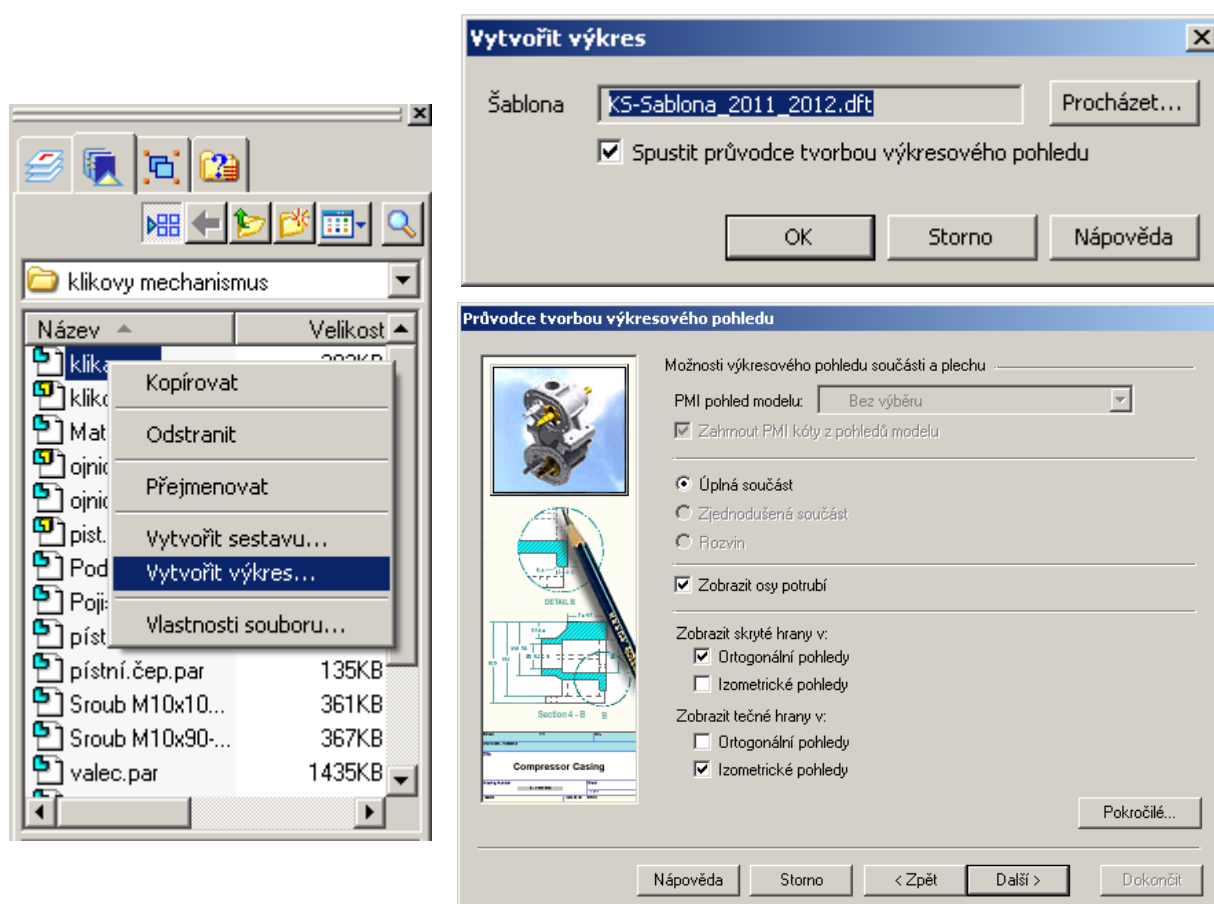 klikovy mechanismus
Název Velikost
klika
Kopírovat
Odstranit
Přejmenovat
Vytvořit sestavu...
Vytvořit výkres...
Vlastnosti souboru...
Mat
ojnic
ojnic
pist.
Pod
Poji
píst
pístní.čep.par 135KB
Sroub M10x10... 361KB
Sroub M10x90-... 367KB
valec.par 1435KB
Vytvořit výkres
Šablona KS-Sablona_2011_2012.dft Procházet...
Spustit průvodce tvorbou výkresového pohledu
OK Storno Nápověda
Průvodce tvorbou výkresového pohledu
Možnosti výkresového pohledu součásti a plechu
PMI pohled modelu: Bez výběru
Zahrnout PMI kóty z pohledů modelu
Úplná součást
Zjednodušená součást
Rozvin
Zobrazit osy potrubí
Zobrazit skryté hrany v:
Ortogonální pohledy
Izometrické pohledy
Zobrazit tečné hrany v:
Ortogonální pohledy
Izometrické pohledy
Pokročilé...
DETAIL B
Section 4 - B B
Compressor Casing
Nápověda Storno < Zpět Další > Dokončit